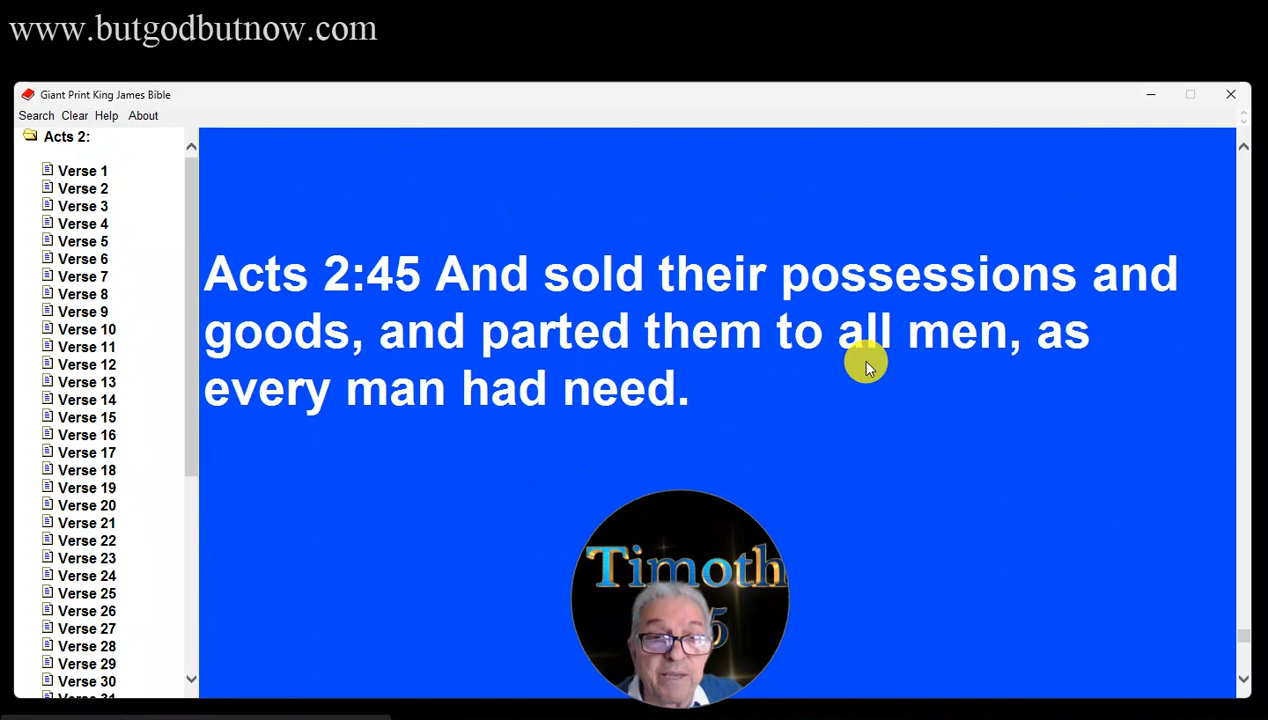 www.butgodbutnow.com
Giant Print King James Bible
Search Clear Help About
Acts 2:
Verse 1
Verse 2
Verse 3
Verse 4
Verse 5
Verse 6
Verse 7
Verse 8
Verse 9
Verse 10
Verse 11
Verse 12
Verse 13
Verse 14
Verse 15
Verse 16
Verse 17
Verse 18
Verse 19
Verse 20
Verse 21
Verse 22
Verse 23
Verse 24
Verse 25
Verse 26
Verse 27
Verse 28
Verse 29
Verse 30
Acts 2:45 And sold their possessions and
goods, and parted them to all men, as
every man had need.
Timoth
5